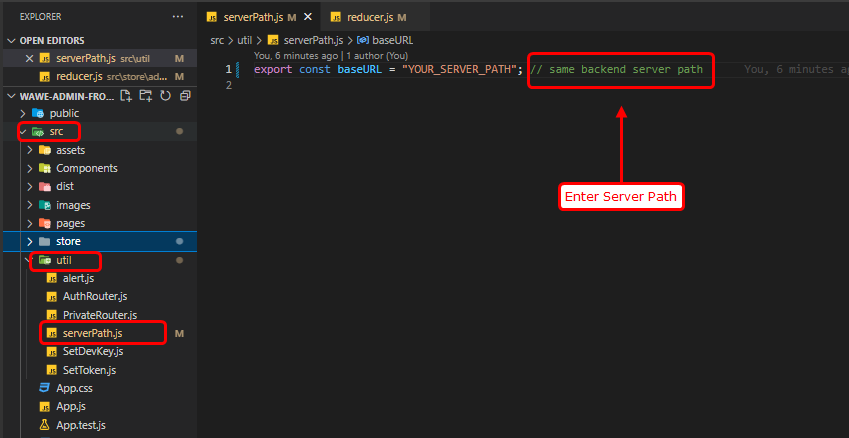 EXPLORER
OPEN EDITORS
serverPath.js src\util M
reducer.js src\store\ad... M
WAWE-ADMIN-FRO...
public
src
assets
Components
dist
images
pages
store
util
alert.js
AuthRouter.js
PrivateRouter.js
serverPath.js M
SetDevKey.js
SetToken.js
App.css
App.js
App.test.js
serverPath.js M
reducer.js M
src > util > serverPath.js > baseURL
You, 6 minutes ago | 1 author (You)
1 export const baseURL = "YOUR_SERVER_PATH"; // same backend server path You, 6 minutes ag
2
Enter Server Path